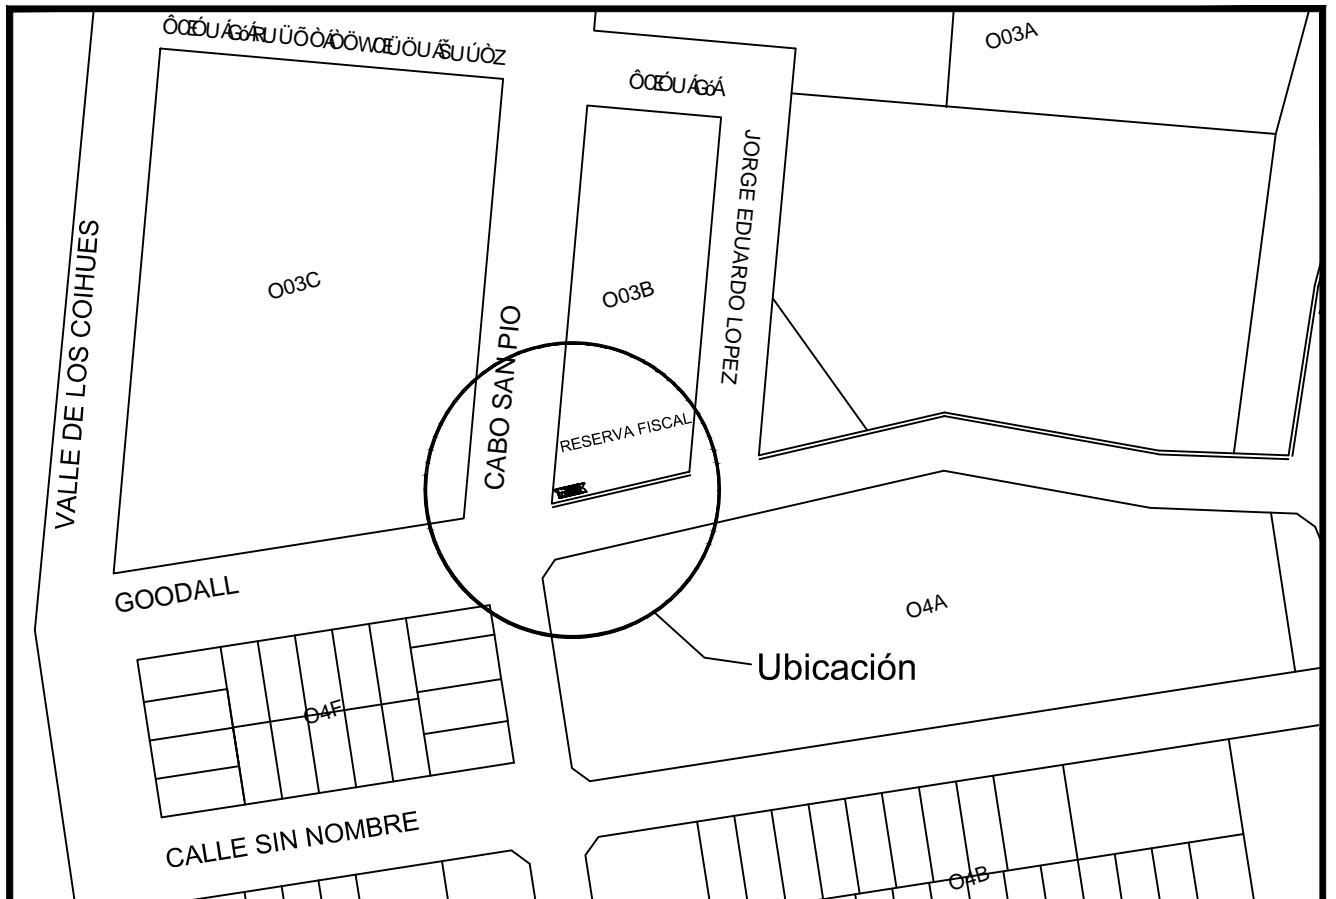 O03A
VALLE DE LOS COIHUES
O03C
CABO SAN PIO
O03B
JORGE EDUARDO LOPEZ
RESERVA FISCAL
GOODALL
O4A
Ubicación
O4F
CALLE SIN NOMBRE
O4B